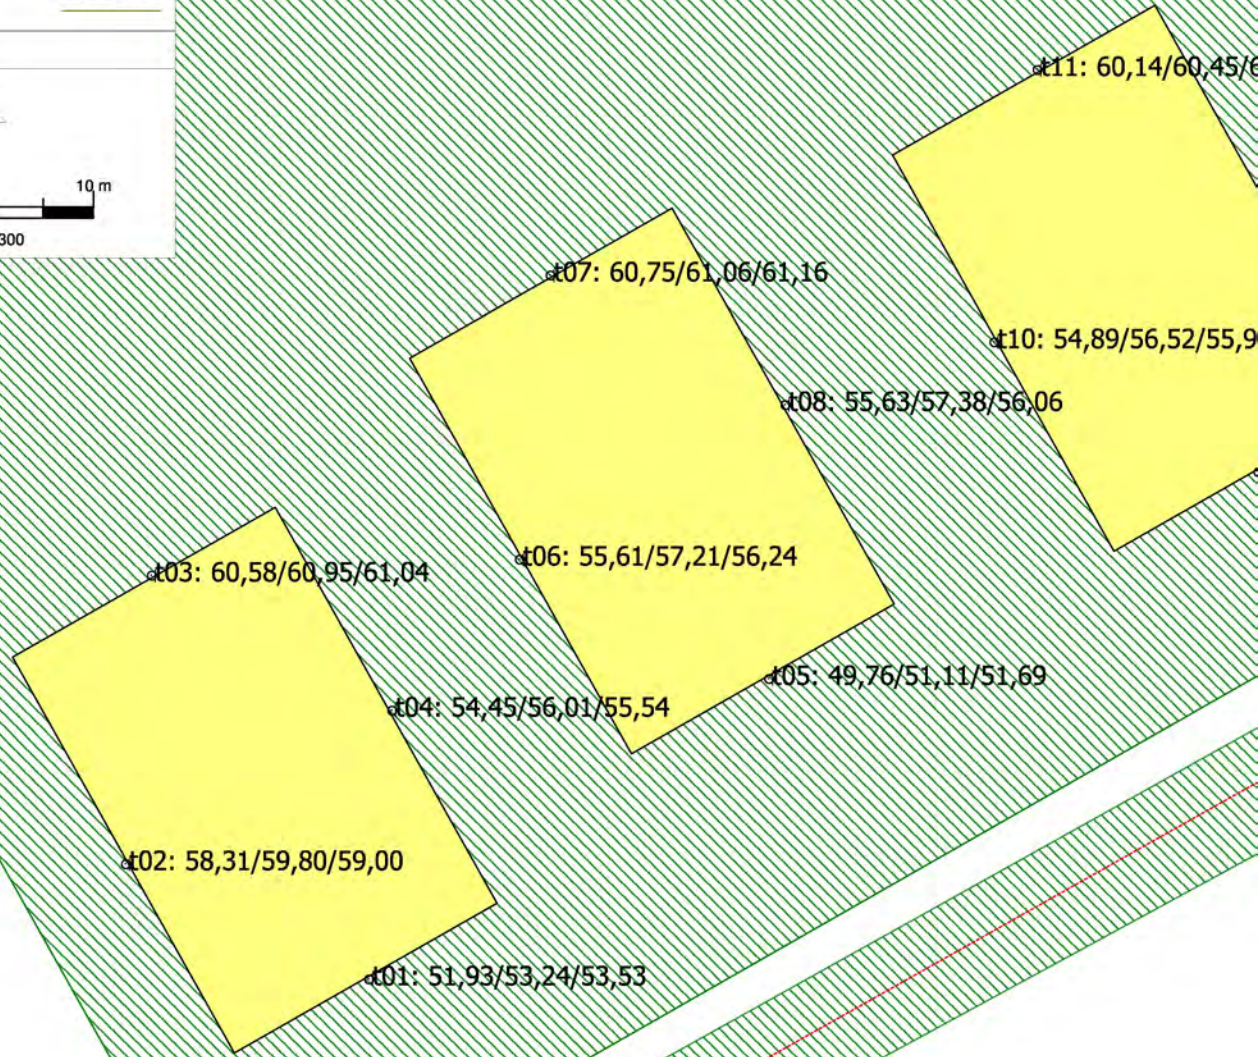 t11: 60,14/60,45/6
10 m
300
t07: 60,75/61,06/61,16
t10: 54,89/56,52/55,9
t08: 55,63/57,38/56,06
t06: 55,61/57,21/56,24
t03: 60,58/60,95/61,04
t05: 49,76/51,11/51,69
t04: 54,45/56,01/55,54
t02: 58,31/59,80/59,00
t01: 51,93/53,24/53,53